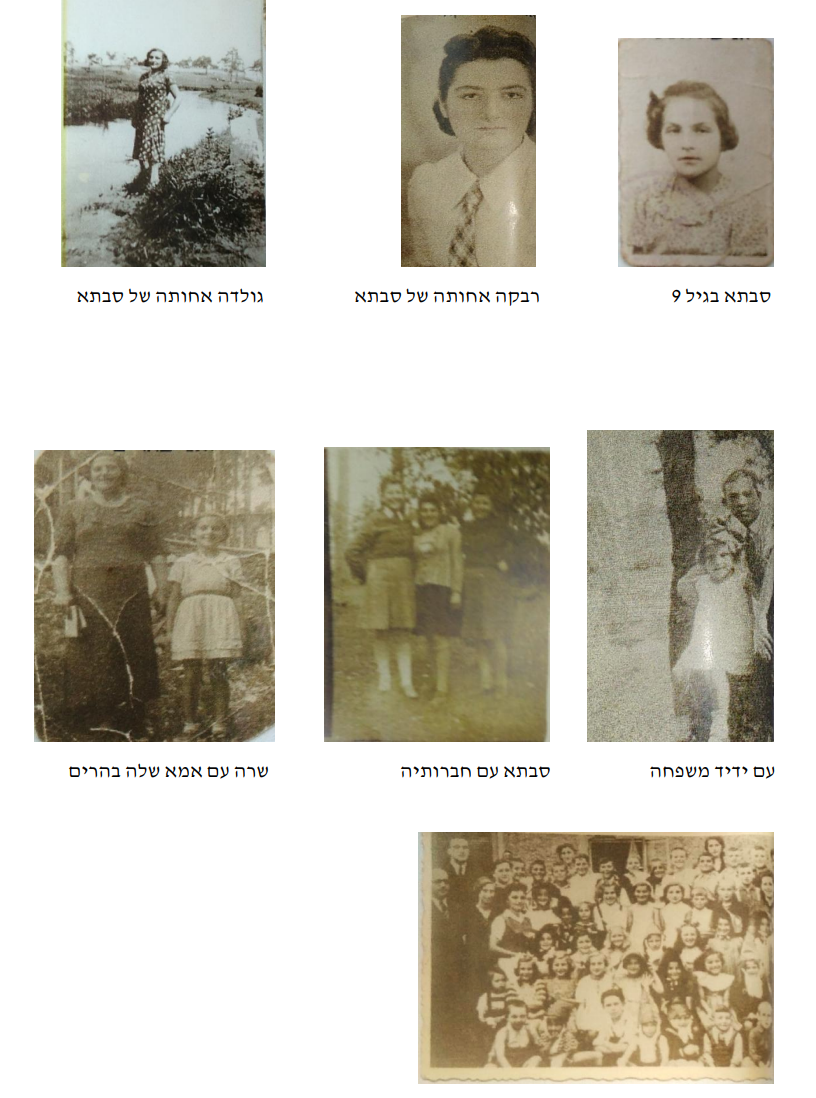 סבתא בגיל 9
רבקה אחותה של סבתא
גולדה אחותה של סבתא
עם ידיד משפחה
סבתא עם חברותיה
שרה עם אמא שלה בהרים